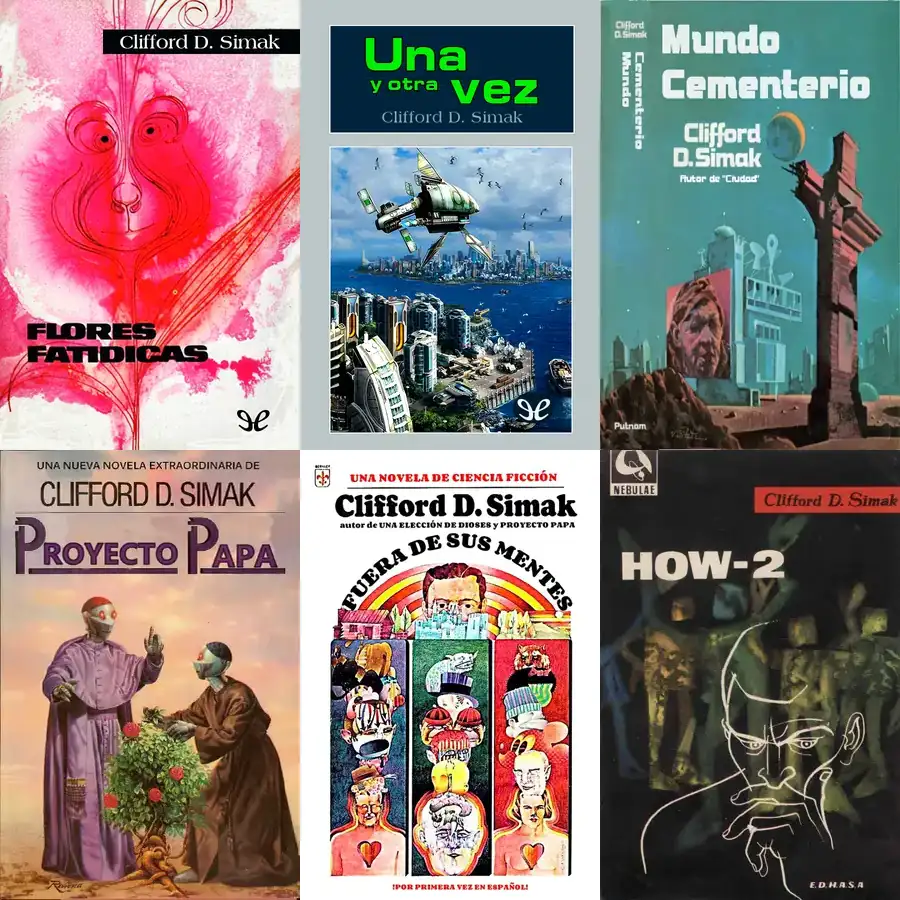 Clifford D. Simak
FLORES
FATIDICAS
Una
y otra vez
Clifford D. Simak
Clifford
D. Simak
Cementerio
Mundo
Mundo
Cementerio
Clifford
D. Simak
Autor de "Ciudad"
Putnam
UNA NUEVA NOVELA EXTRAORDINARIA DE
CLIFFORD D. SIMAK
PROYECTO PAPA
UNA NOVELA DE CIENCIA FICCIÓN
Clifford D. Simak
autor de UNA ELECCIÓN DE DIOSES y PROYECTO PAPA
FUERA DE SUS MENTES
!POR PRIMERA VEZ EN ESPAÑOL!
NEBULAE
Clifford D. Simak
HOW-2
E.D.H.A.S.A